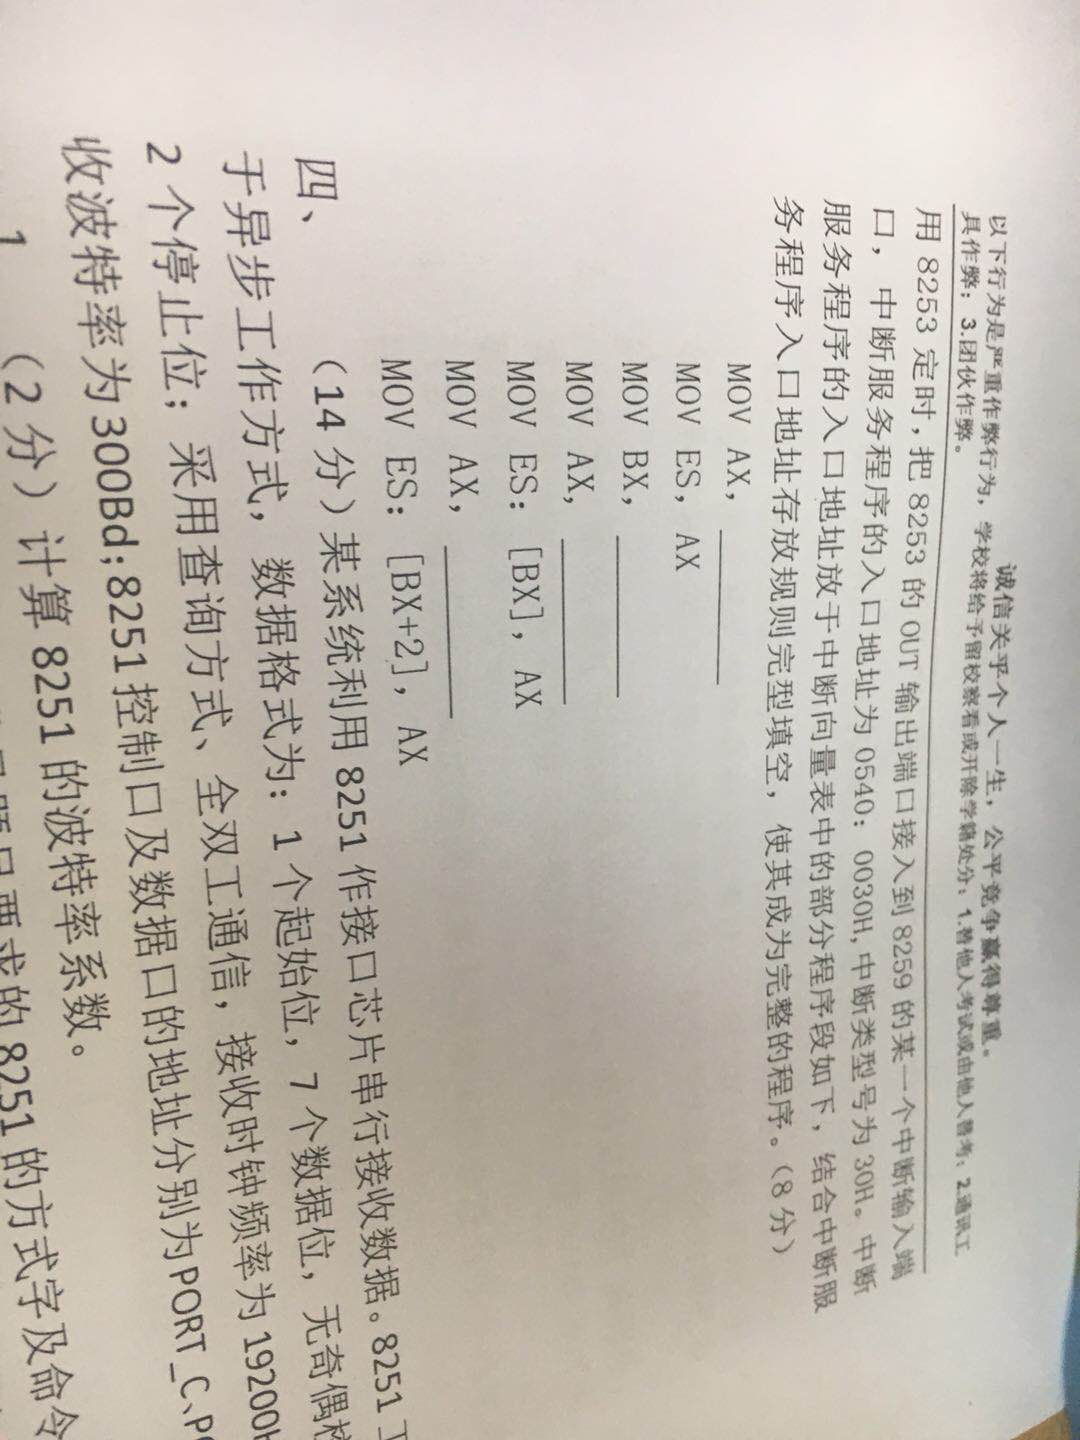 诚信关乎个人一生，公平竞争赢得尊重。
以下行为是严重作弊行为，学校将给予留校察看或开除学籍处分：1.替他人考试或由他人替考；2.通讯工
具作弊；3.团伙作弊。
用 8253 定时，把 8253 的 OUT 输出端口接入到 8259 的某一个中断输入端
口，中断服务程序的入口地址为 0540：0030H,中断类型号为 30H。中断
服务程序的入口地址放于中断向量表中的部分程序段如下，结合中断服
务程序入口地址存放规则完型填空，使其成为完整的程序。（8 分）
MOV AX，
MOV ES，AX
MOV BX，
MOV AX，
MOV ES：[BX]，AX
MOV AX，
MOV ES：[BX+2]，AX
四、（14 分）某系统利用 8251 作接口芯片串行接收数据。8251 工
于异步工作方式，数据格式为：1 个起始位，7 个数据位，无奇偶校
2 个停止位；采用查询方式、全双工通信，接收时钟频率为 19200H
收波特率为 300Bd；8251 控制口及数据口的地址分别为 PORT_C、PO
1 （2 分）计算 8251 的波特率系数。
要求的 8251 的方式字及命令